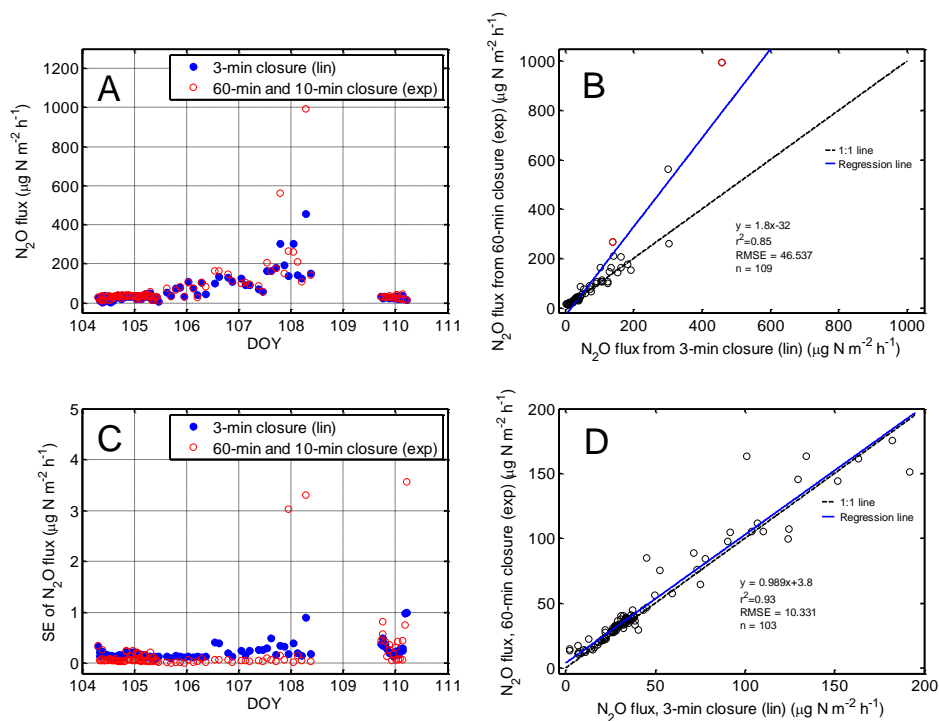 A
3-min closure (lin)
60-min and 10-min closure (exp)
1200
1000
800
600
400
200
0
N₂O flux (µg N m⁻² h⁻¹)
104 105 106 107 108 109 110 111
DOY
B
1000
800
600
400
200
0
N₂O flux from 60-min closure (exp) (µg N m⁻² h⁻¹)
1:1 line
Regression line
y = 1.8x-32
r²=0.85
RMSE = 46.537
n = 109
0 200 400 600 800 1000
N₂O flux from 3-min closure (lin) (µg N m⁻² h⁻¹)
C
3-min closure (lin)
60-min and 10-min closure (exp)
5
4
3
2
1
0
SE of N₂O flux (µg N m⁻² h⁻¹)
104 105 106 107 108 109 110 111
DOY
D
200
150
100
50
0
N₂O flux, 60-min closure (exp) (µg N m⁻² h⁻¹)
1:1 line
Regression line
y = 0.989x+3.8
r²=0.93
RMSE = 10.331
n = 103
0 50 100 150 200
N₂O flux, 3-min closure (lin) (µg N m⁻² h⁻¹)